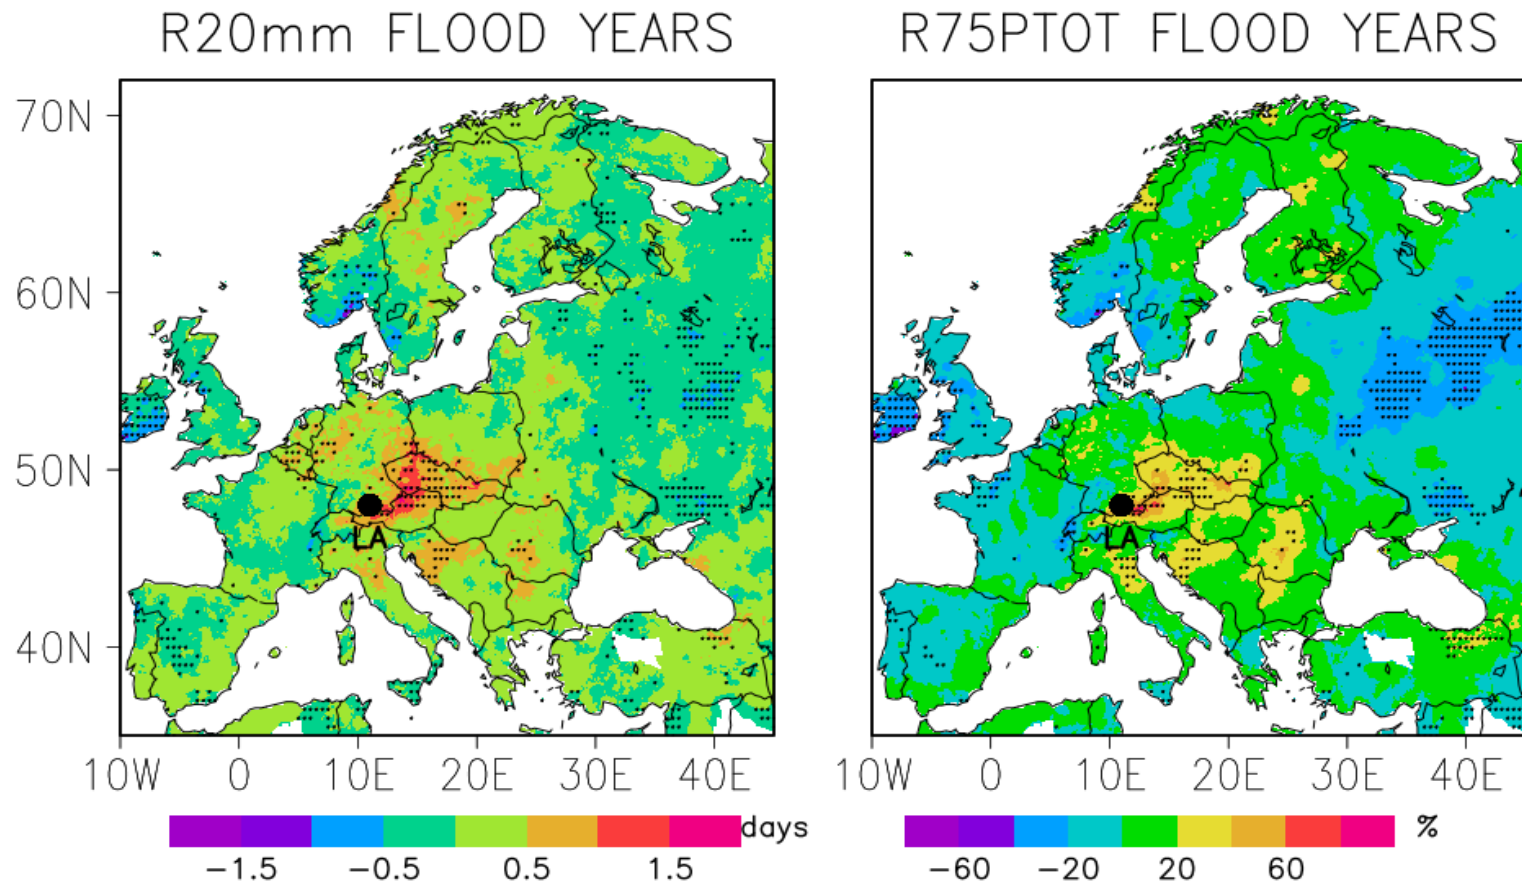 R20mm FLOOD YEARS
R75PTOT FLOOD YEARS
70N
60N
50N
40N
LA
LA
10W 0 10E 20E 30E 40E
10W 0 10E 20E 30E 40E
days
%
−1.5 −0.5 0.5 1.5
−60 −20 20 60